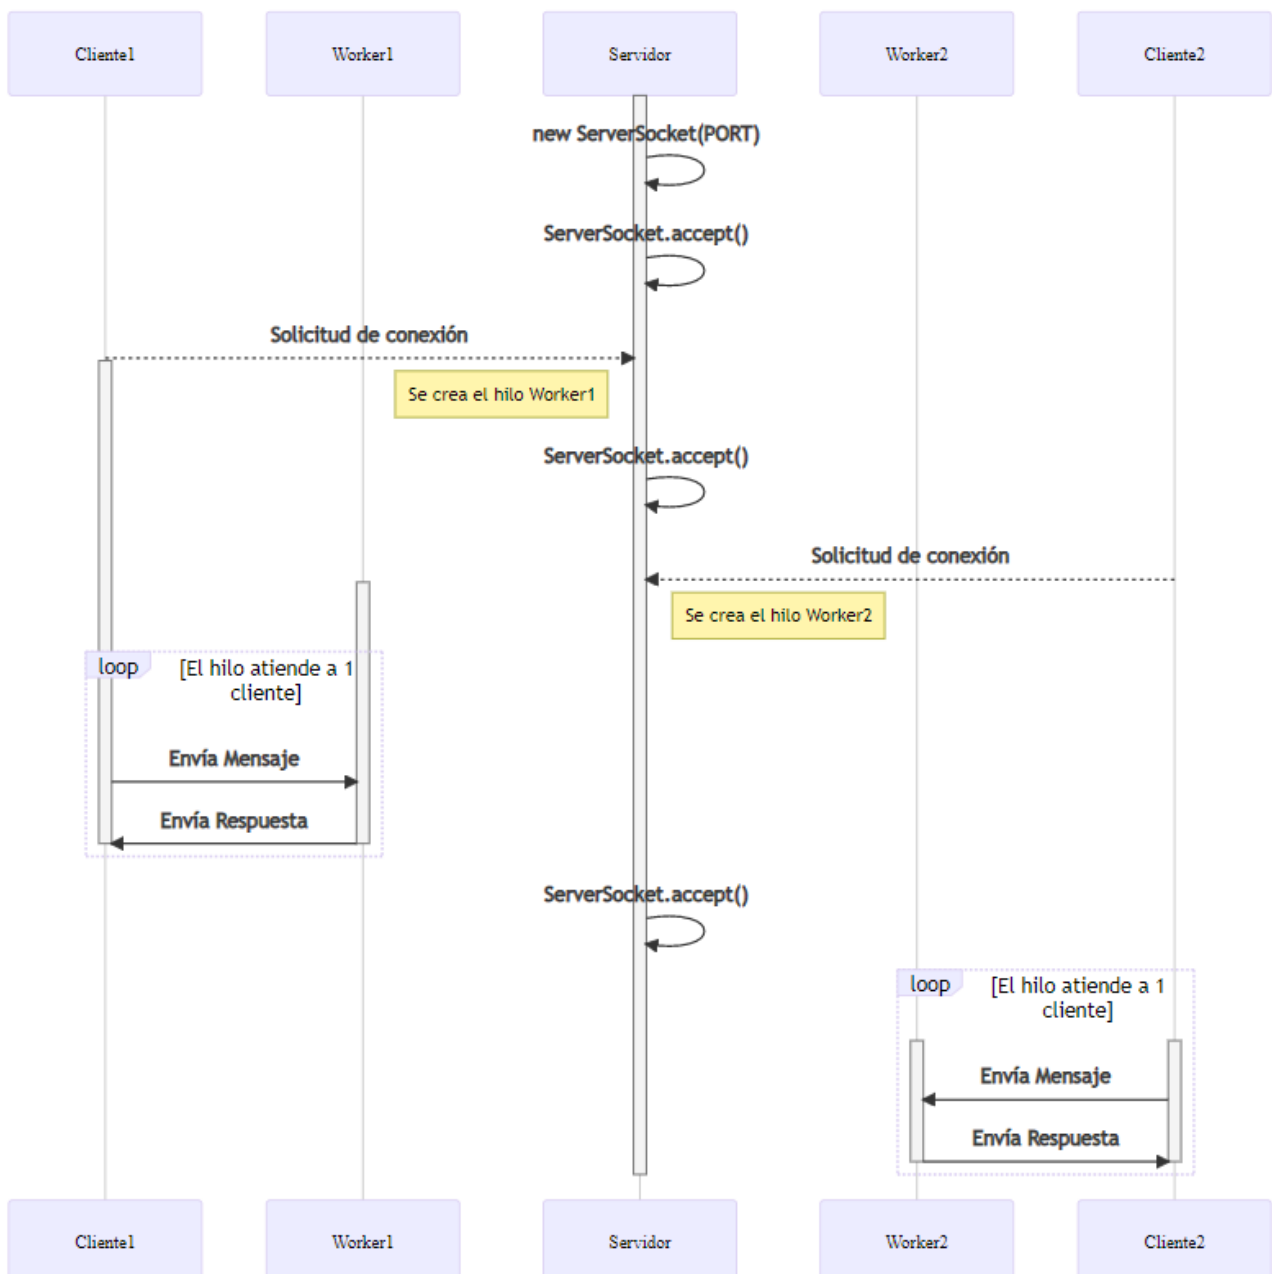 Cliente1
Worker1
Servidor
Worker2
Cliente2
new ServerSocket(PORT)
ServerSocket.accept()
Solicitud de conexión
Se crea el hilo Worker1
ServerSocket.accept()
Solicitud de conexión
Se crea el hilo Worker2
loop
[El hilo atiende a 1
cliente]
Envía Mensaje
Envía Respuesta
ServerSocket.accept()
loop
[El hilo atiende a 1
cliente]
Envía Mensaje
Envía Respuesta
Cliente1
Worker1
Servidor
Worker2
Cliente2